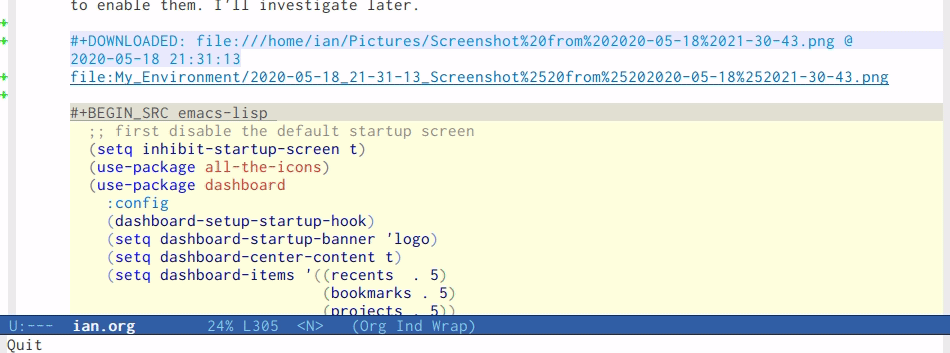 to enable them. I'll investigate later.
#+DOWNLOADED: file:///home/ian/Pictures/Screenshot%20from%202020-05-18%2021-30-43.png @
2020-05-18 21:31:13
file:My_Environment/2020-05-18_21-31-13_Screenshot%2520from%25202020-05-18%252021-30-43.png
#+BEGIN_SRC emacs-lisp
;; first disable the default startup screen
(setq inhibit-startup-screen t)
(use-package all-the-icons)
(use-package dashboard
:config
(dashboard-setup-startup-hook)
(setq dashboard-startup-banner 'logo)
(setq dashboard-center-content t)
(setq dashboard-items '((recents  . 5)
(bookmarks . 5)
(projects . 5))
U:---  ian.org        24% L305  <N>   (Org Ind Wrap)
Quit